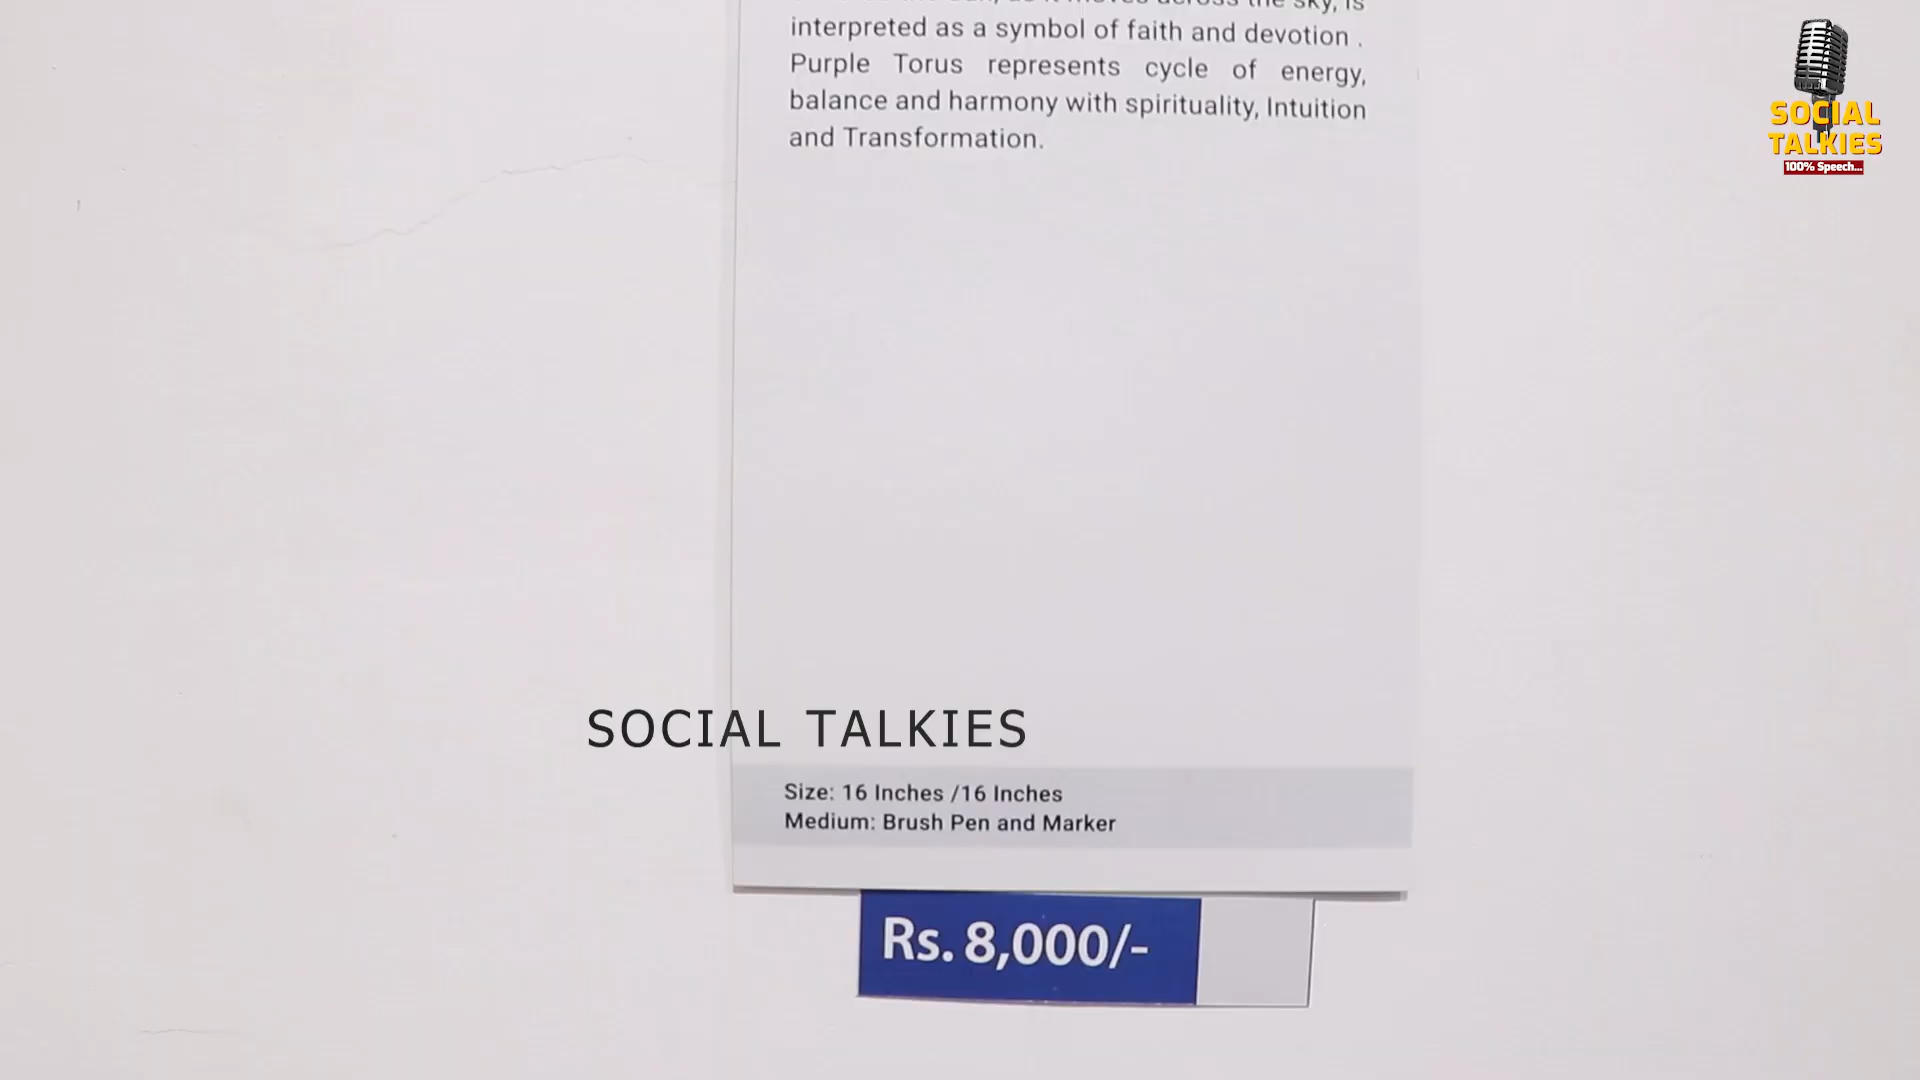 interpreted as a symbol of faith and devotion .
Purple Torus represents cycle of energy,
balance and harmony with spirituality, Intuition
and Transformation.
SOCIAL TALKIES
Size: 16 Inches /16 Inches
Medium: Brush Pen and Marker
Rs. 8,000/-
SOCIAL
TALKIES
100% Speech...